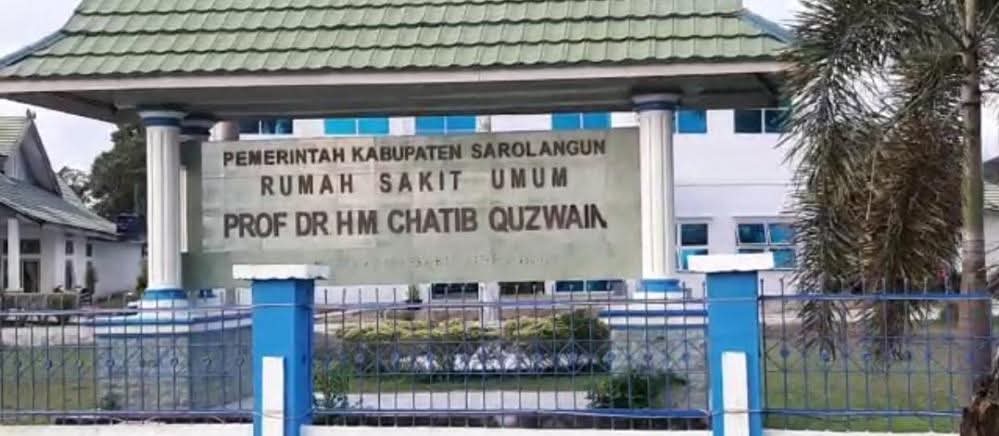 PEMERINTAH KABUPATEN SAROLANGUN
RUMAH SAKIT UMUM
PROF DR HM CHATIB QUZWAIN